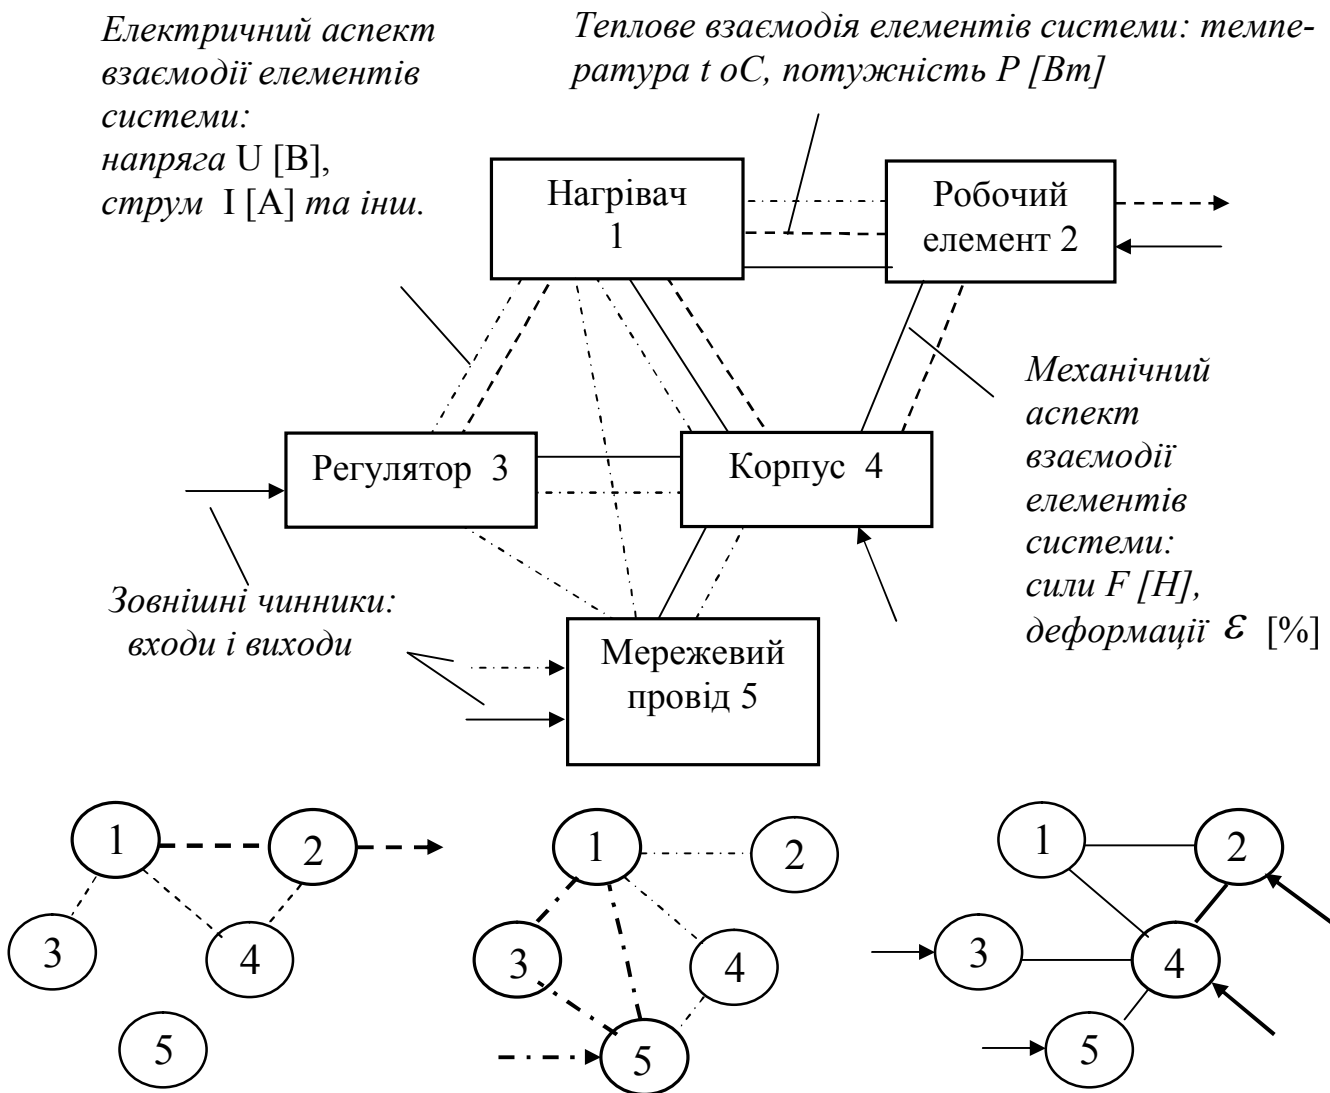 Електричний аспект
взаємодії елементів
системи:
напряга U [В],
струм I [А] та інш.
Теплове взаємодія елементів системи: темпе-
ратура t оС, потужність Р [Вт]
Нагрівач
1
Робочий
елемент 2
Механічний
аспект
взаємодії
елементів
системи:
сили F [Н],
деформації ε [%]
Регулятор 3
Корпус 4
Зовнішні чинники:
входи і виходи
Мережевий
провід 5
1
2
3
4
5
1
2
3
4
5
1
2
3
4
5